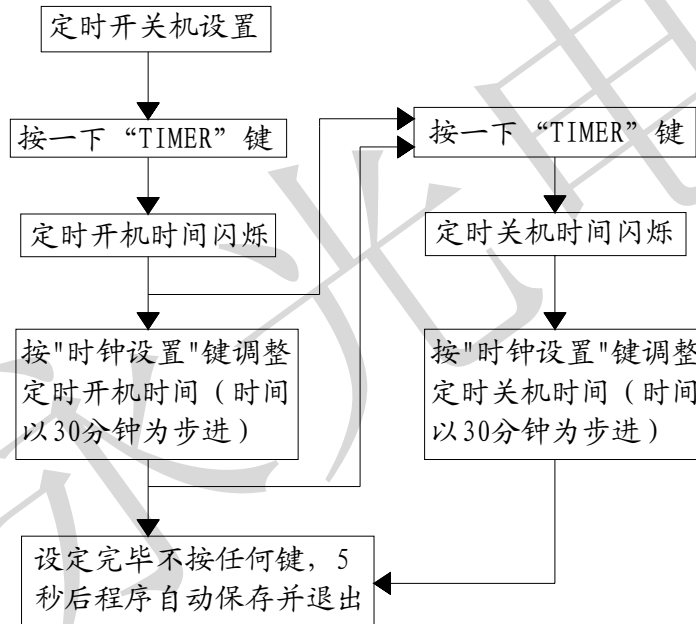 定时开关机设置
按一下“TIMER”键
定时开机时间闪烁
按"时钟设置"键调整
定时开机时间（时间
以30分钟为步进）
设定完毕不按任何键，5
秒后程序自动保存并退出
按一下“TIMER”键
定时关机时间闪烁
按"时钟设置"键调整
定时关机时间（时间
以30分钟为步进）
永光电